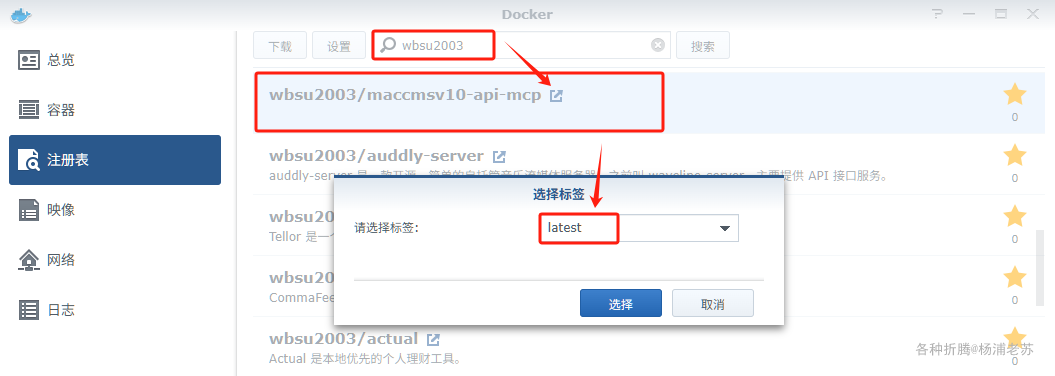 Docker
总览
容器
注册表
映像
网络
日志
下载 设置 wbsu2003 搜索
wbsu2003/maccmsv10-api-mcp
0
wbsu2003/auddly-server
auddly-server 是一款开源、简单的自托管音乐流媒体服务器 之前叫 waveline-server 主要提供 API 接口服务。
0
wbsu2003
Tellor 是一个
0
wbsu2003
CommaFee
0
wbsu2003/actual
Actual 是本地优先的个人理财工具。
0
选择标签
请选择标签:
latest
选择 取消
各种折腾@杨浦老苏